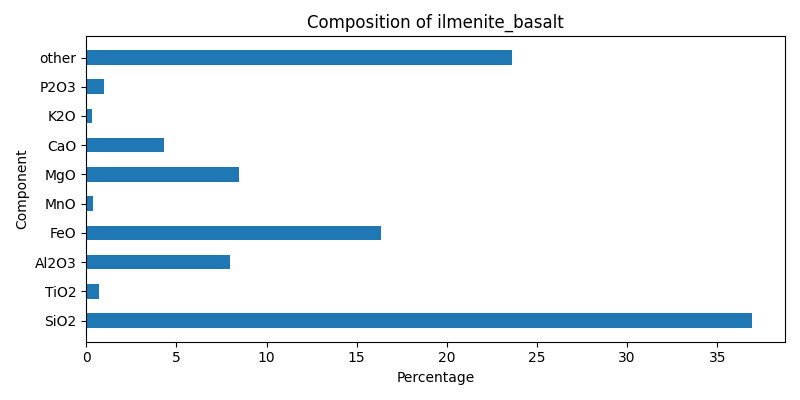 Composition of ilmenite_basalt
Component
other
P2O3
K2O
CaO
MgO
MnO
FeO
Al2O3
TiO2
SiO2
0 5 10 15 20 25 30 35
Percentage